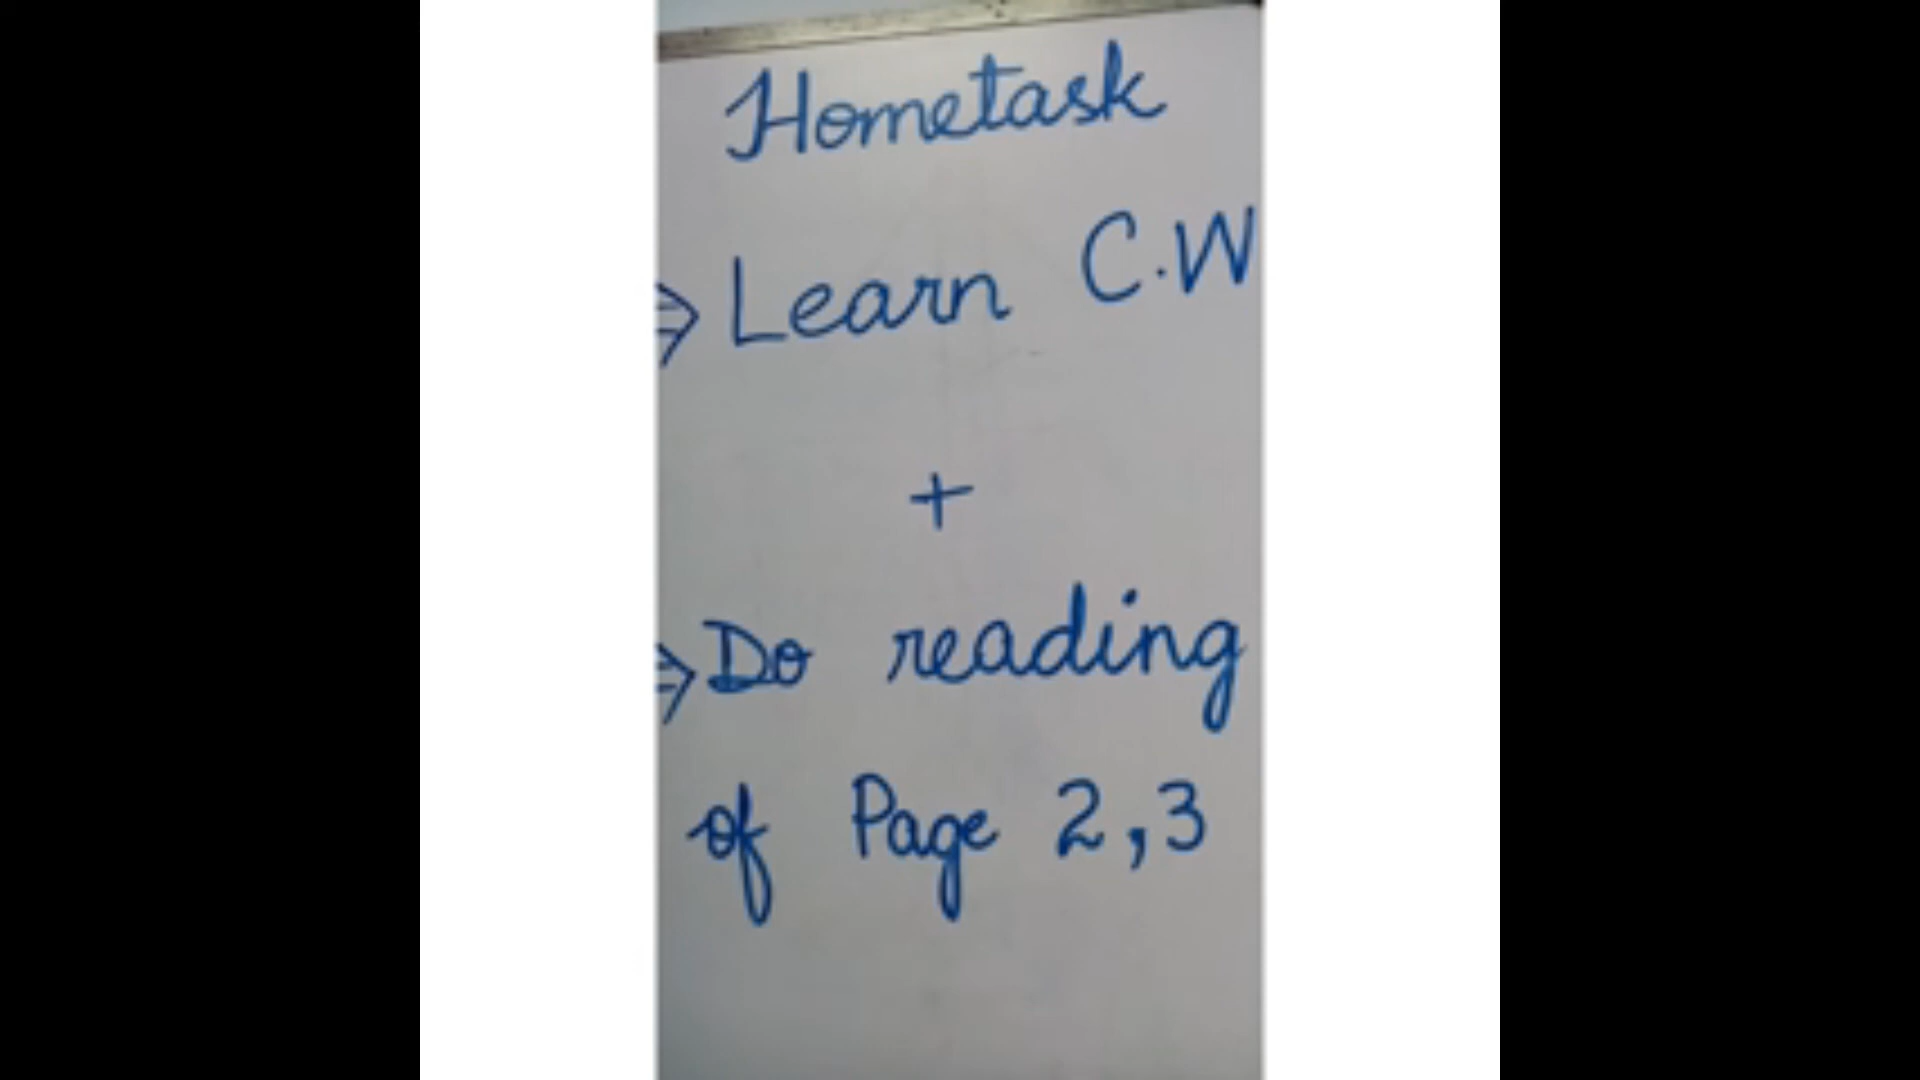 Hometask
⇒ Learn C.W
+
⇒ Do reading
of Page 2,3